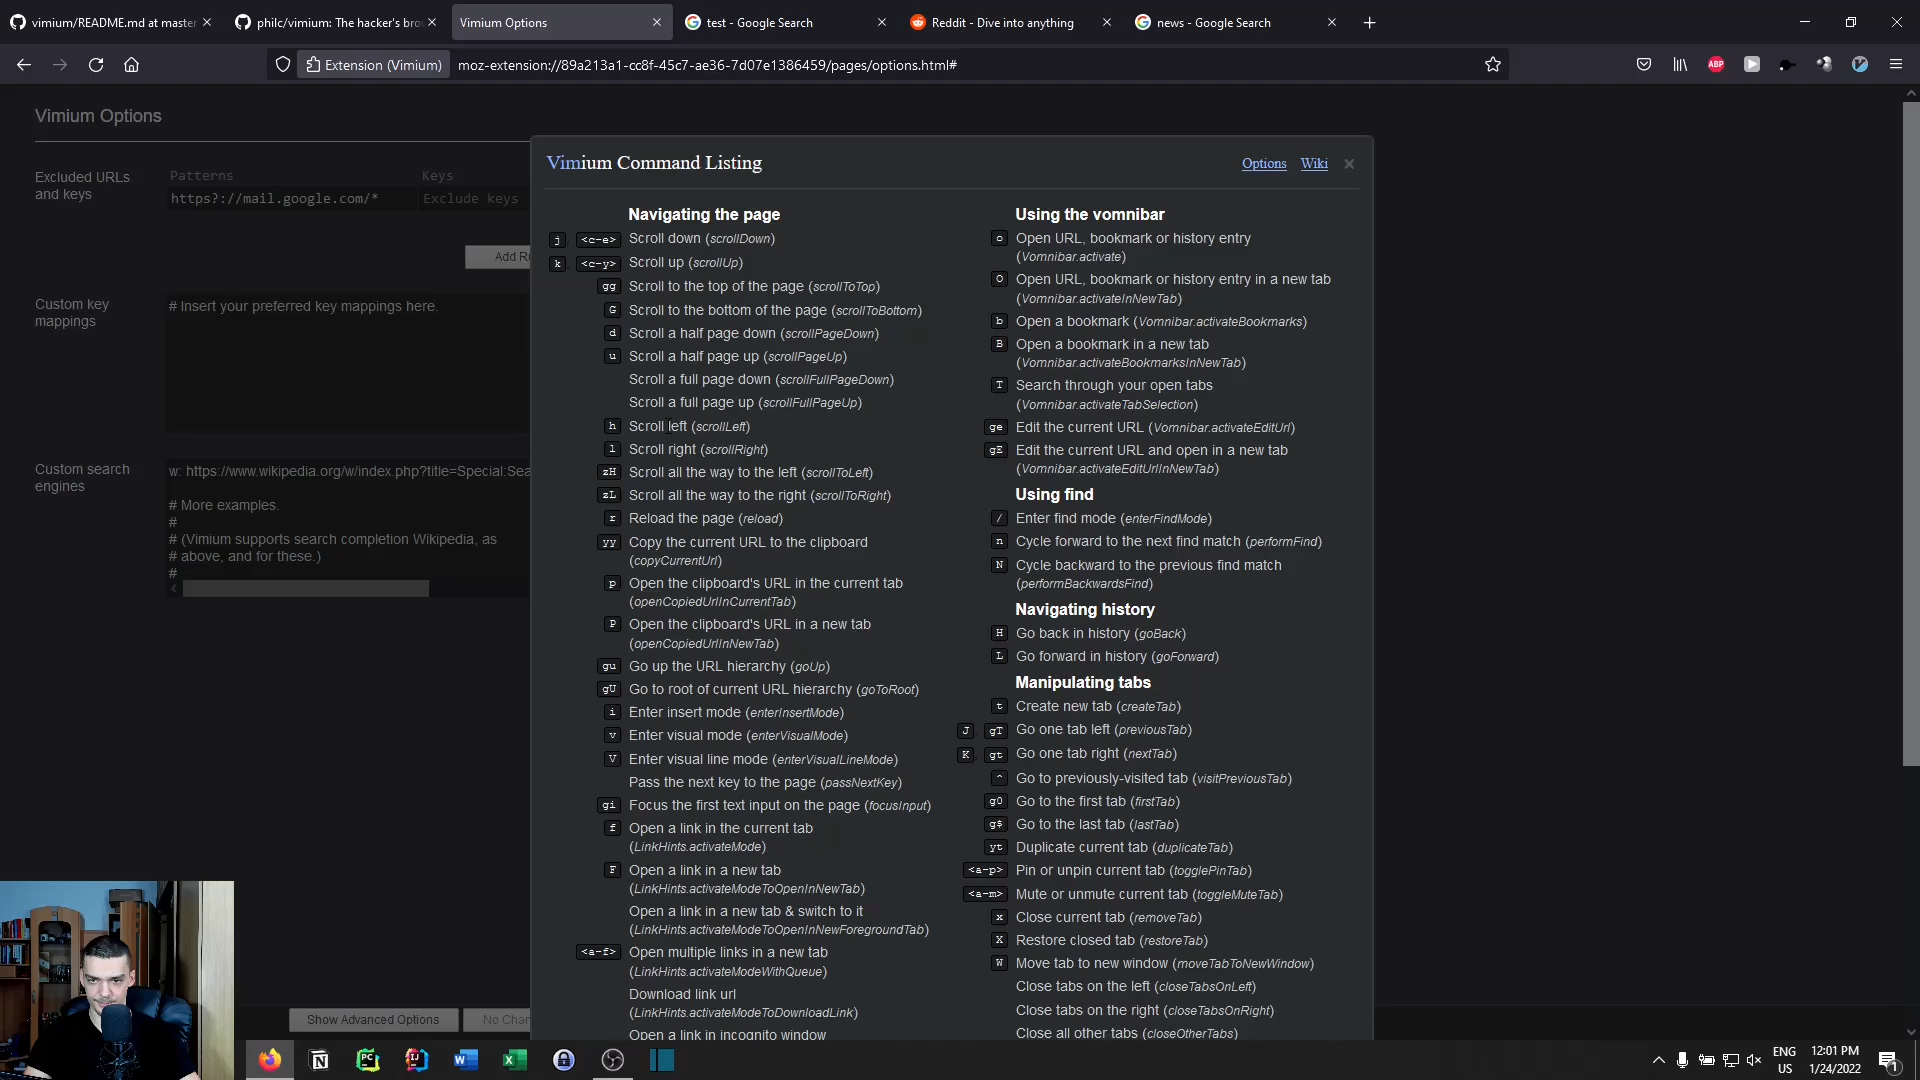 vimium/README.md at master
philc/vimium: The hacker's brov
Vimium Options
test - Google Search
Reddit - Dive into anything
news - Google Search
Extension (Vimium)
moz-extension://89a213a1-cc8f-45c7-ae36-7d07e1386459/pages/options.html#
ABP
Vimium Options
Excluded URLs
and keys
Patterns
Keys
https?://mail.google.com/*
Exclude keys
Add Ru
Custom key
mappings
# Insert your preferred key mappings here.
Custom search
engines
w: https://www.wikipedia.org/w/index.php?title=Special:Sea
# More examples.
#
# (Vimium supports search completion Wikipedia, as
# above, and for these.)
#
Show Advanced Options
No Chan
Vimium Command Listing
Options
Wiki
Navigating the page
j <c-e> Scroll down (scrollDown)
k <c-y> Scroll up (scrollUp)
gg Scroll to the top of the page (scrollToTop)
G Scroll to the bottom of the page (scrollToBottom)
d Scroll a half page down (scrollPageDown)
u Scroll a half page up (scrollPageUp)
Scroll a full page down (scrollFullPageDown)
Scroll a full page up (scrollFullPageUp)
h Scroll left (scrollLeft)
l Scroll right (scrollRight)
zH Scroll all the way to the left (scrollToLeft)
zL Scroll all the way to the right (scrollToRight)
r Reload the page (reload)
yy Copy the current URL to the clipboard
(copyCurrentUrl)
p Open the clipboard's URL in the current tab
(openCopiedUrlInCurrentTab)
P Open the clipboard's URL in a new tab
(openCopiedUrlInNewTab)
gu Go up the URL hierarchy (goUp)
gU Go to root of current URL hierarchy (goToRoot)
i Enter insert mode (enterInsertMode)
v Enter visual mode (enterVisualMode)
V Enter visual line mode (enterVisualLineMode)
Pass the next key to the page (passNextKey)
gi Focus the first text input on the page (focusInput)
f Open a link in the current tab
(LinkHints.activateMode)
F Open a link in a new tab
(LinkHints.activateModeToOpenInNewTab)
Open a link in a new tab & switch to it
(LinkHints.activateModeToOpenInNewForegroundTab)
<a-f> Open multiple links in a new tab
(LinkHints.activateModeWithQueue)
Download link url
(LinkHints.activateModeToDownloadLink)
Open a link in incognito window
Using the vomnibar
o Open URL, bookmark or history entry
(Vomnibar.activate)
O Open URL, bookmark or history entry in a new tab
(Vomnibar.activateInNewTab)
b Open a bookmark (Vomnibar.activateBookmarks)
B Open a bookmark in a new tab
(Vomnibar.activateBookmarksInNewTab)
T Search through your open tabs
(Vomnibar.activateTabSelection)
ge Edit the current URL (Vomnibar.activateEditUrl)
gE Edit the current URL and open in a new tab
(Vomnibar.activateEditUrlInNewTab)
Using find
/ Enter find mode (enterFindMode)
n Cycle forward to the next find match (performFind)
N Cycle backward to the previous find match
(performBackwardsFind)
Navigating history
H Go back in history (goBack)
L Go forward in history (goForward)
Manipulating tabs
t Create new tab (createTab)
J gT Go one tab left (previousTab)
K gt Go one tab right (nextTab)
^ Go to previously-visited tab (visitPreviousTab)
g0 Go to the first tab (firstTab)
g$ Go to the last tab (lastTab)
yt Duplicate current tab (duplicateTab)
<a-p> Pin or unpin current tab (togglePinTab)
<a-m> Mute or unmute current tab (toggleMuteTab)
x Close current tab (removeTab)
X Restore closed tab (restoreTab)
W Move tab to new window (moveTabToNewWindow)
Close tabs on the left (closeTabsOnLeft)
Close tabs on the right (closeTabsOnRight)
Close all other tabs (closeOtherTabs)
ENG
US
12:01 PM
1/24/2022
1